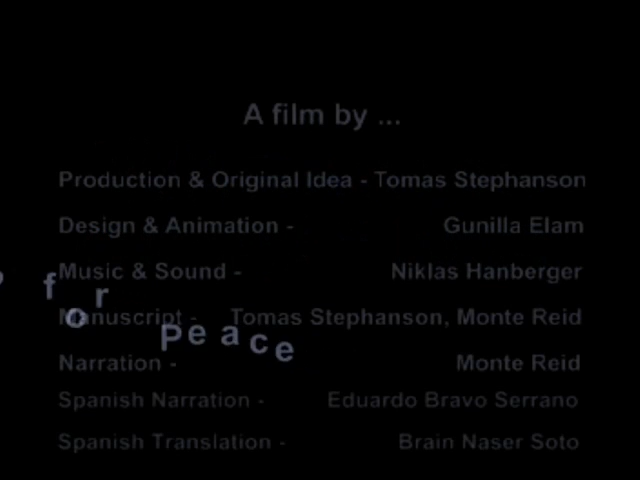 A film by ...
Production & Original Idea - Tomas Stephanson
Design & Animation - Gunilla Elam
Music & Sound - Niklas Hanberger
for
Manuscript - Tomas Stephanson, Monte Reid
Peace
Narration - Monte Reid
Spanish Narration - Eduardo Bravo Serrano
Spanish Translation - Brain Naser Soto